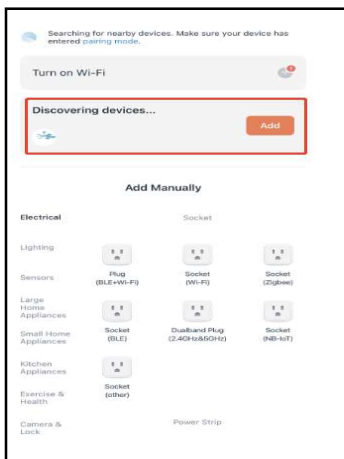 Searching for nearby devices. Make sure your device has
entered pairing mode.
Turn on Wi-Fi
Discovering devices...
Add
Add Manually
Electrical
Socket
Lighting
Sensors
Large
Home
Appliances
Small Home
Appliances
Kitchen
Appliances
Exercise &
Health
Camera &
Lock
Plug
(BLE+Wi-Fi)
Socket
(Wi-Fi)
Socket
(Zigbee)
Socket
(BLE)
Dualband Plug
(2.4GHz&5GHz)
Socket
(NB-IoT)
Socket
(other)
Power Strip